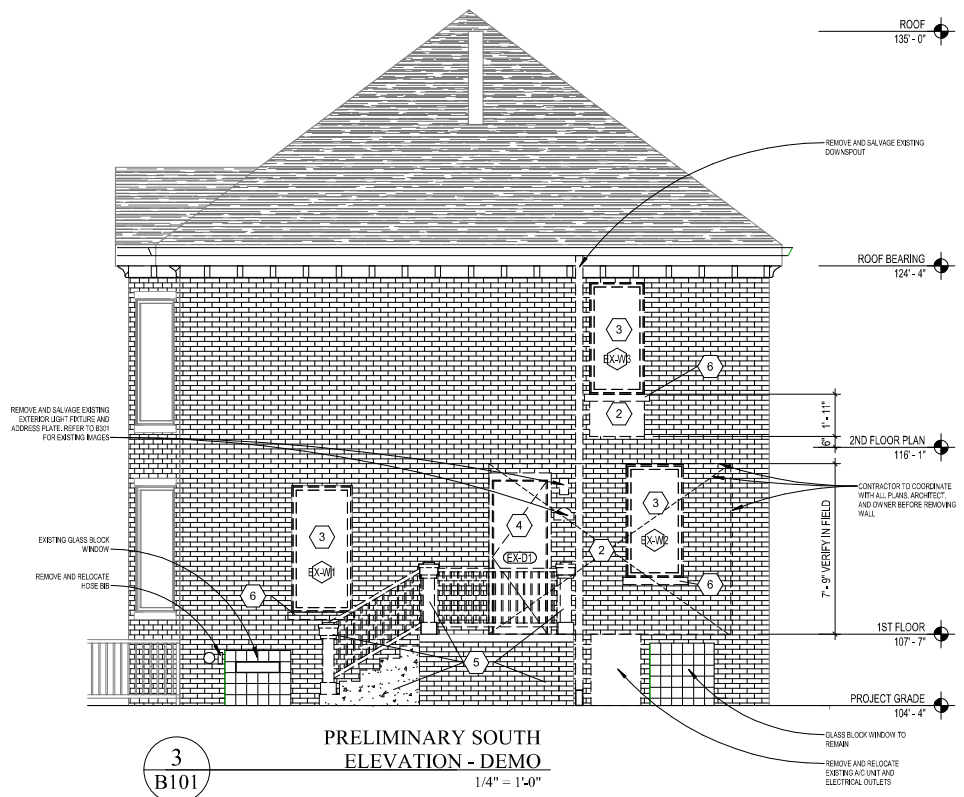 ROOF
135' - 0"
REMOVE AND SALVAGE EXISTING
DOWNSPOUT
ROOF BEARING
124' - 4"
3
EX-W3
6
2
1' - 11"
6"
2ND FLOOR PLAN
116' - 1"
REMOVE AND SALVAGE EXISTING
EXTERIOR LIGHT FIXTURE AND
ADDRESS PLATE. REFER TO B301
FOR EXISTING IMAGES
CONTRACTOR TO COORDINATE
WITH ALL PLANS, ARCHITECT,
AND OWNER BEFORE REMOVING
WALL
3
EX-W1
4
EX-D1
3
EX-W2
2
7' - 9" VERIFY IN FIELD
EXISTING GLASS BLOCK
WINDOW
REMOVE AND RELOCATE
HOSE BIB
6
6
5
1ST FLOOR
107' - 7"
PROJECT GRADE
104' - 4"
GLASS BLOCK WINDOW TO
REMAIN
REMOVE AND RELOCATE
EXISTING A/C UNIT AND
ELECTRICAL OUTLETS
3
B101
PRELIMINARY SOUTH
ELEVATION - DEMO
1/4" = 1'-0"